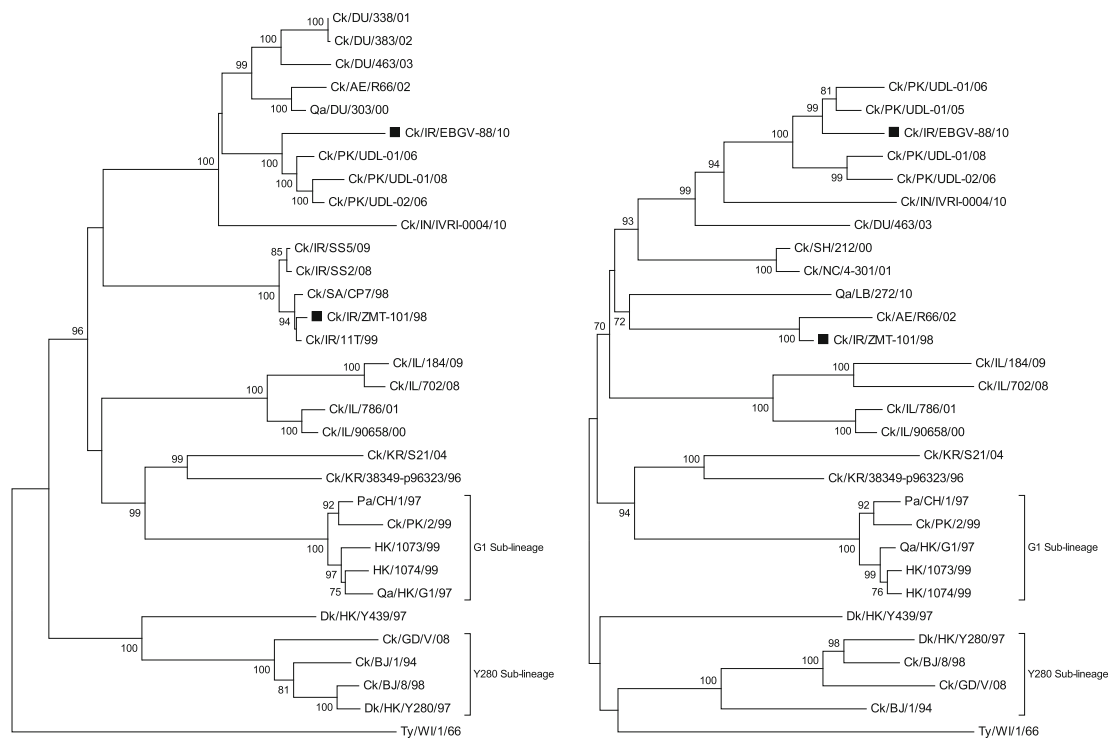 Ck/DU/338/01
100
Ck/DU/383/02
100
Ck/DU/463/03
99
Ck/AE/R66/02
100
Qa/DU/303/00
Ck/IR/EBGV-88/10
100
100
Ck/PK/UDL-01/06
100
Ck/PK/UDL-01/08
100
Ck/PK/UDL-02/06
Ck/IN/IVRI-0004/10
85
Ck/IR/SS5/09
Ck/IR/SS2/08
100
Ck/SA/CP7/98
94
Ck/IR/ZMT-101/98
Ck/IR/11T/99
96
100
Ck/IL/184/09
Ck/IL/702/08
100
Ck/IL/786/01
100
Ck/IL/90658/00
99
Ck/KR/S21/04
Ck/KR/38349-p96323/96
99
92
Pa/CH/1/97
Ck/PK/2/99
100
HK/1073/99
97
HK/1074/99
75
Qa/HK/G1/97
G1 Sub-lineage
Dk/HK/Y439/97
100
Ck/GD/V/08
100
Ck/BJ/1/94
81
Ck/BJ/8/98
100
Dk/HK/Y280/97
Y280 Sub-lineage
Ty/WI/1/66
81
Ck/PK/UDL-01/06
Ck/PK/UDL-01/05
99
Ck/IR/EBGV-88/10
100
Ck/PK/UDL-01/08
99
Ck/PK/UDL-02/06
94
Ck/IN/IVRI-0004/10
99
Ck/DU/463/03
93
Ck/SH/212/00
100
Ck/NC/4-301/01
Qa/LB/272/10
72
Ck/AE/R66/02
100
Ck/IR/ZMT-101/98
70
100
Ck/IL/184/09
Ck/IL/702/08
100
Ck/IL/786/01
100
Ck/IL/90658/00
100
Ck/KR/S21/04
Ck/KR/38349-p96323/96
94
92
Pa/CH/1/97
Ck/PK/2/99
100
Qa/HK/G1/97
99
HK/1073/99
76
HK/1074/99
G1 Sub-lineage
Dk/HK/Y439/97
98
Dk/HK/Y280/97
Ck/BJ/8/98
100
Ck/GD/V/08
100
Ck/BJ/1/94
Y280 Sub-lineage
Ty/WI/1/66